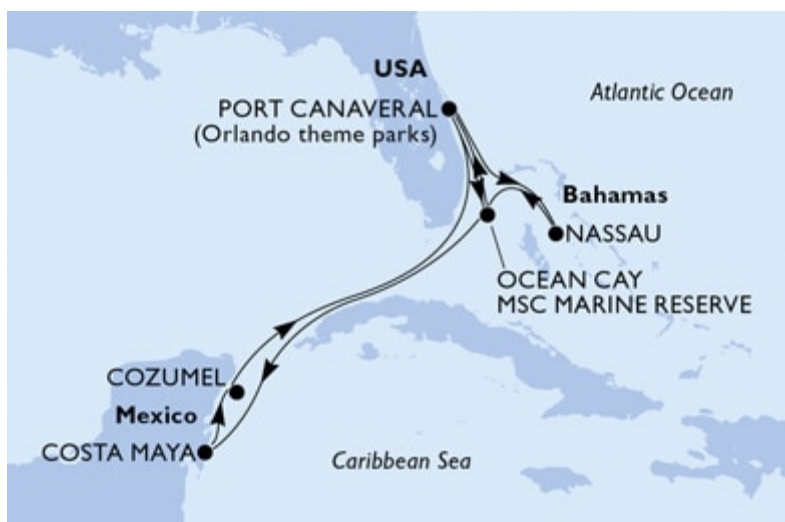 USA
PORT CANAVERAL
(Orlando theme parks)
Atlantic Ocean
Bahamas
NASSAU
OCEAN CAY
MSC MARINE RESERVE
COZUMEL
Mexico
COSTA MAYA
Caribbean Sea